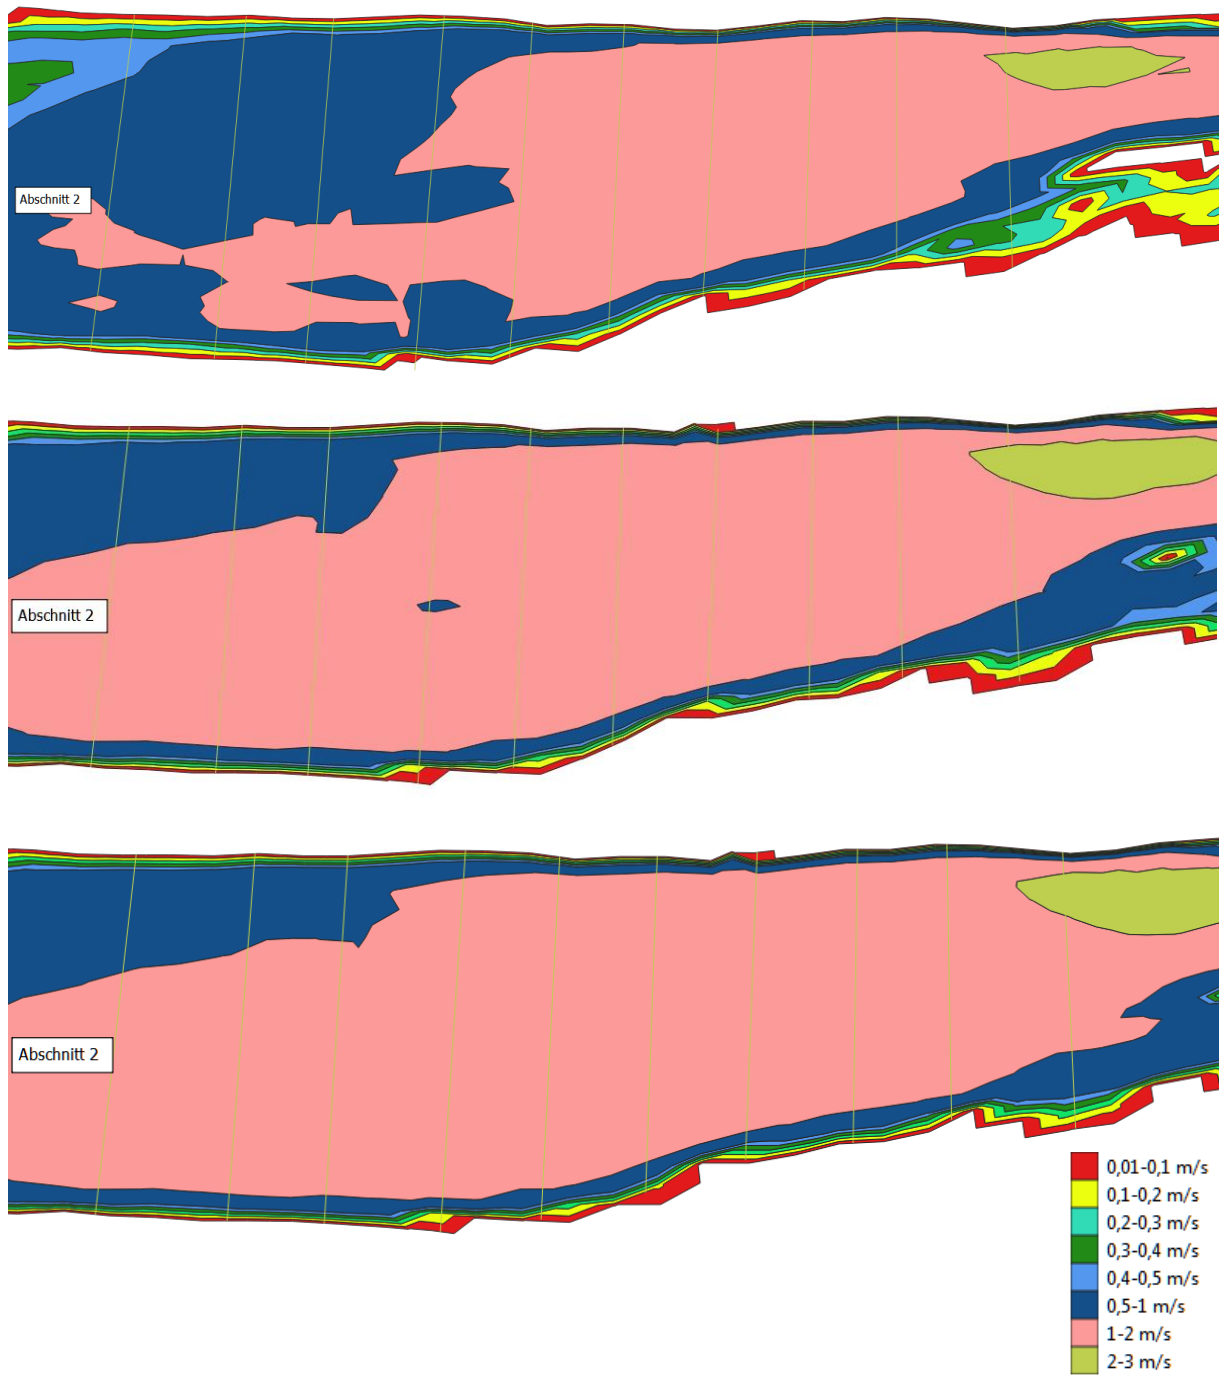 Abschnitt 2
Abschnitt 2
Abschnitt 2
0,01-0,1 m/s
0,1-0,2 m/s
0,2-0,3 m/s
0,3-0,4 m/s
0,4-0,5 m/s
0,5-1 m/s
1-2 m/s
2-3 m/s